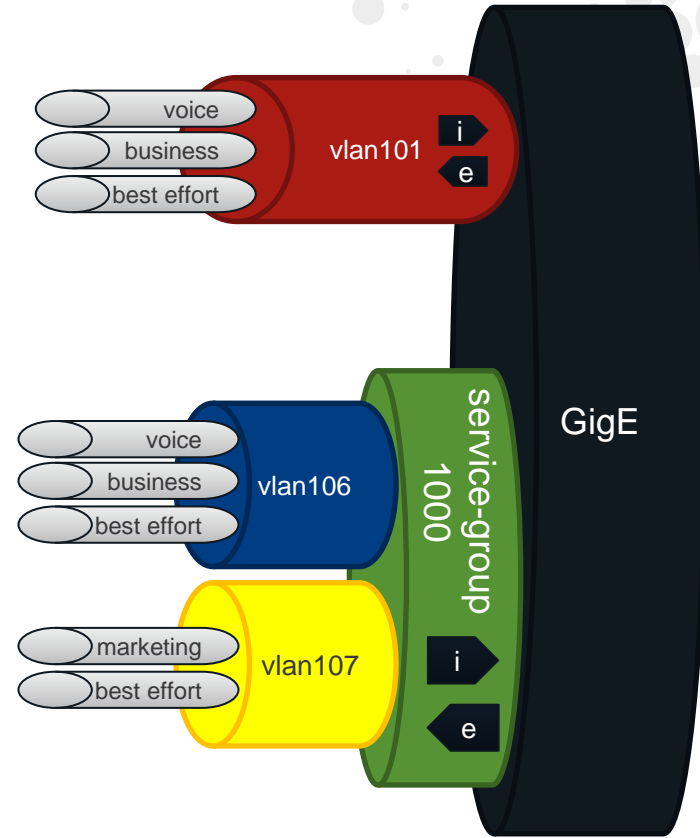 voice
business
best effort
vlan101
i
e
GigE
service-group
1000
voice
business
best effort
vlan106
marketing
best effort
vlan107
i
e